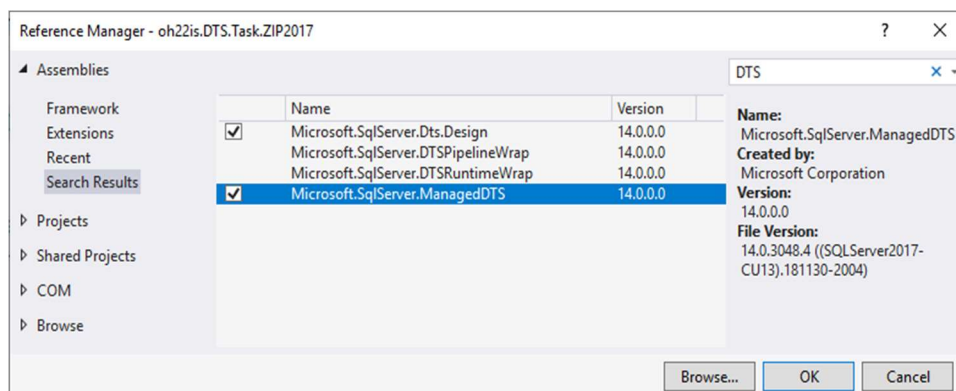 Reference Manager - oh22is.DTS.Task.ZIP2017
? X
Assemblies
DTS
Framework
Extensions
Recent
Search Results
Projects
Shared Projects
COM
Browse
Name Version
Microsoft.SqlServer.Dts.Design 14.0.0.0
Microsoft.SqlServer.DTSPipelineWrap 14.0.0.0
Microsoft.SqlServer.DTSRuntimeWrap 14.0.0.0
Microsoft.SqlServer.ManagedDTS 14.0.0.0
Name:
Microsoft.SqlServer.ManagedDTS
Created by:
Microsoft Corporation
Version:
14.0.0.0
File Version:
14.0.3048.4 ((SQLServer2017-
CU13).181130-2004)
Browse... OK Cancel